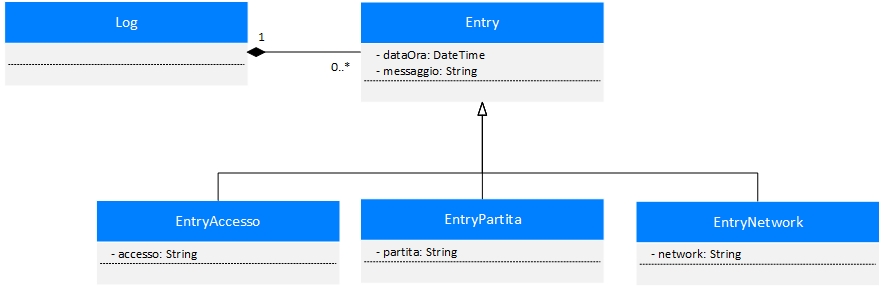 Log
Entry
1
0..*
- dataOra: DateTime
- messaggio: String
EntryAccesso
- accesso: String
EntryPartita
- partita: String
EntryNetwork
- network: String